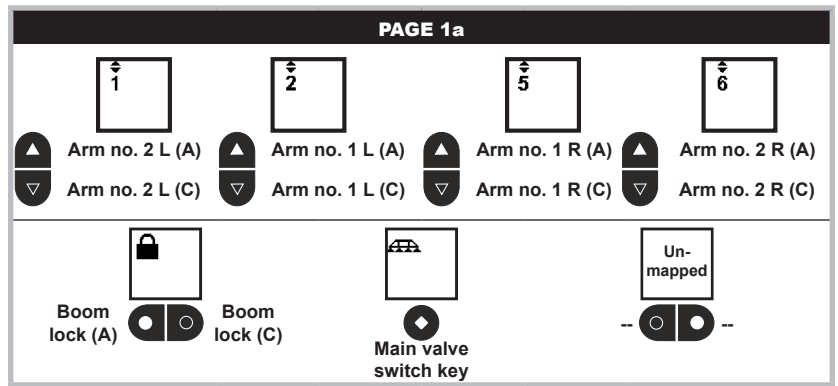 PAGE 1a
1
2
5
6
Arm no. 2 L (A)
Arm no. 1 L (A)
Arm no. 1 R (A)
Arm no. 2 R (A)
Arm no. 2 L (C)
Arm no. 1 L (C)
Arm no. 1 R (C)
Arm no. 2 R (C)
Un-
mapped
Boom
lock (A)
Boom
lock (C)
Main valve
switch key
--
--